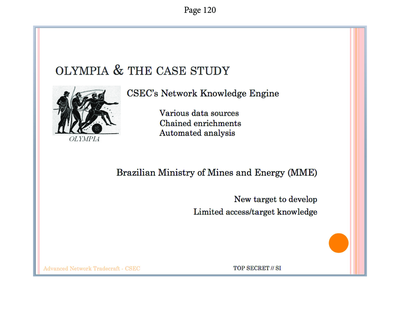 Page 120
OLYMPIA & THE CASE STUDY
CSEC's Network Knowledge Engine
Various data sources
Chained enrichments
Automated analysis
OLYMPIA
Brazilian Ministry of Mines and Energy (MME)
New target to develop
Limited access/target knowledge
Advanced Network Tradecraft - CSEC
TOP SECRET // SI